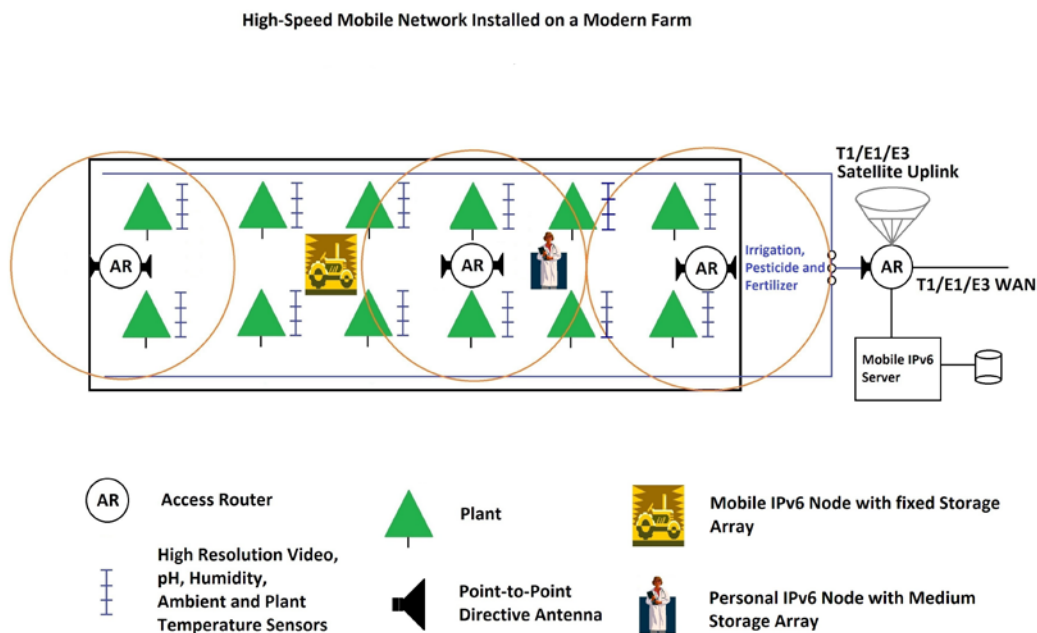 High-Speed Mobile Network Installed on a Modern Farm
T1/E1/E3
Satellite Uplink
AR
AR
AR
Irrigation,
Pesticide and
Fertilizer
AR
T1/E1/E3 WAN
Mobile IPv6
Server
AR
Access Router
Plant
Mobile IPv6 Node with fixed Storage
Array
High Resolution Video,
pH, Humidity,
Ambient and Plant
Temperature Sensors
Point-to-Point
Directive Antenna
Personal IPv6 Node with Medium
Storage Array